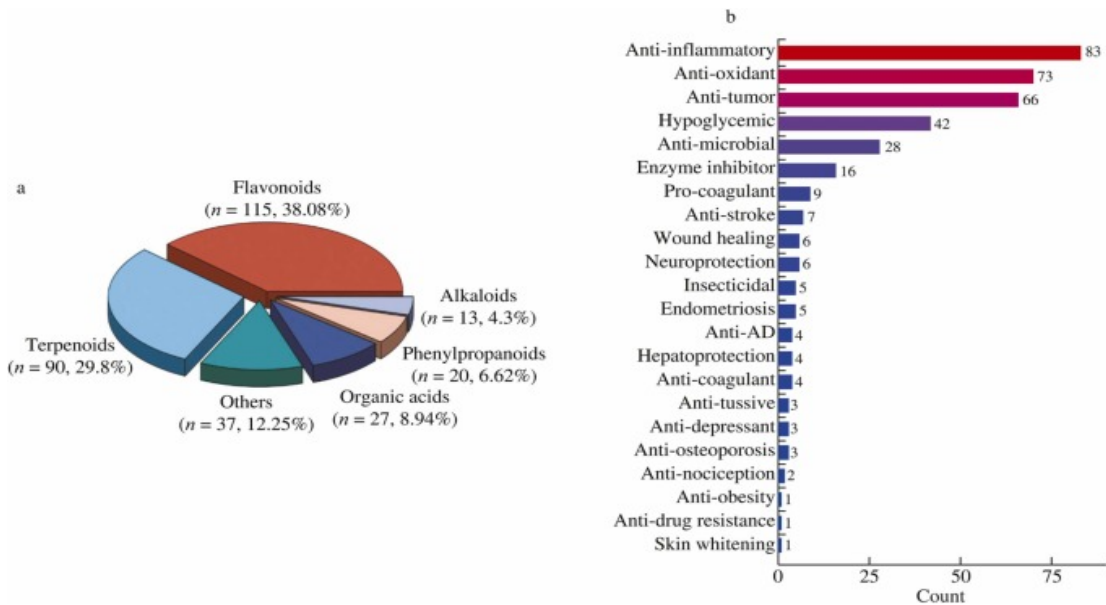 a
Flavonoids
(n = 115, 38.08%)
Terpenoids
(n = 90, 29.8%)
Others
(n = 37, 12.25%)
Organic acids
(n = 27, 8.94%)
Phenylpropanoids
(n = 20, 6.62%)
Alkaloids
(n = 13, 4.3%)
b
Anti-inflammatory 83
Anti-oxidant 73
Anti-tumor 66
Hypoglycemic 42
Anti-microbial 28
Enzyme inhibitor 16
Pro-coagulant 9
Anti-stroke 7
Wound healing 6
Neuroprotection 6
Insecticidal 5
Endometriosis 5
Anti-AD 4
Hepatoprotection 4
Anti-coagulant 4
Anti-tussive 3
Anti-depressant 3
Anti-osteoporosis 3
Anti-nociception 2
Anti-obesity 1
Anti-drug resistance 1
Skin whitening 1
0 25 50 75
Count